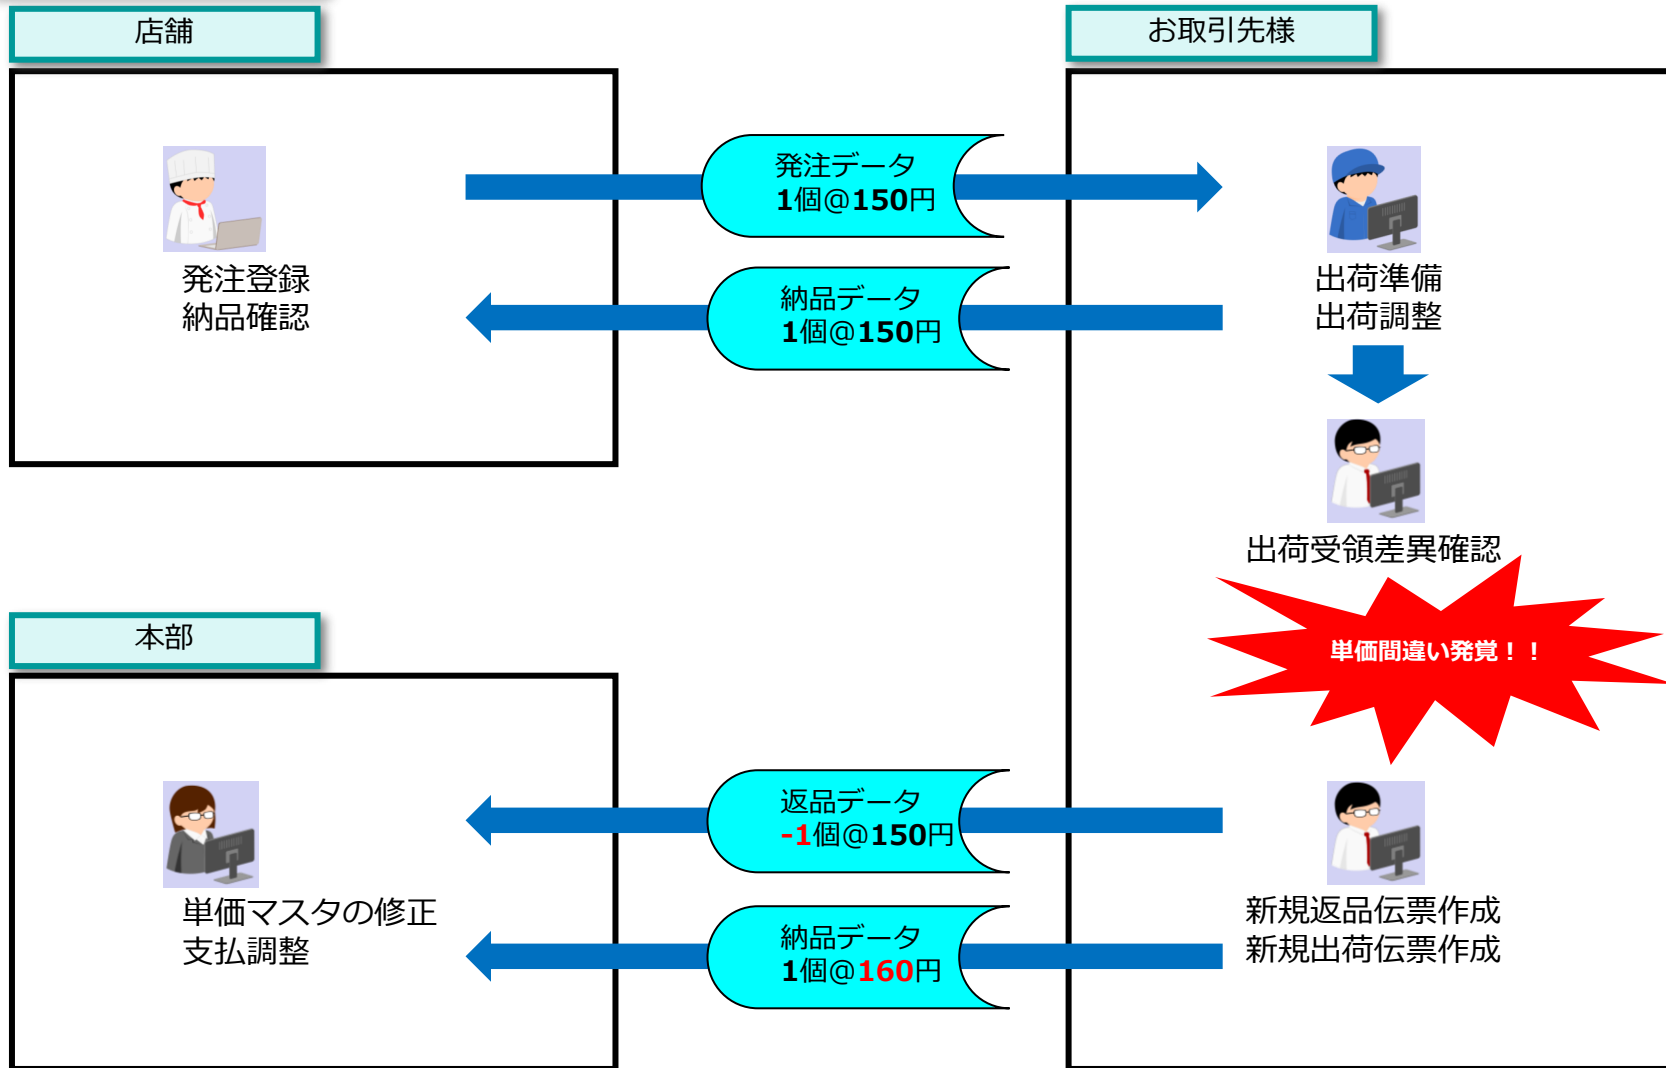 店舗
お取引先様
発注データ
1個@150円
発注登録
納品確認
納品データ
1個@150円
出荷準備
出荷調整
出荷受領差異確認
単価間違い発覚！！
本部
返品データ
-1個@150円
単価マスタの修正
支払調整
納品データ
1個@160円
新規返品伝票作成
新規出荷伝票作成